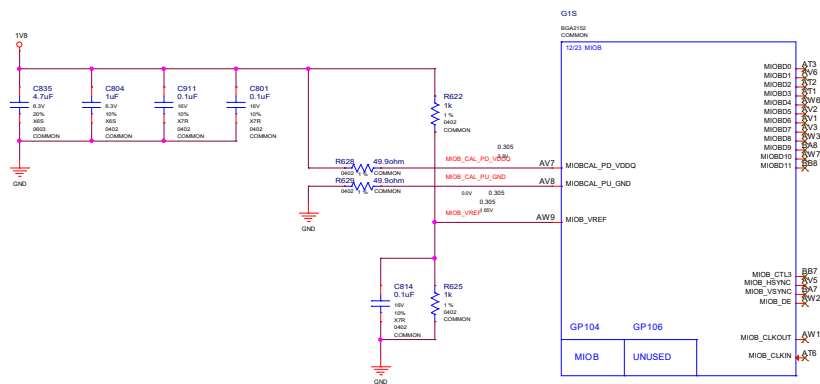 G1S
BGA2152
COMMON
1V8
12/23 MIOB
C835
4.7uF
6.3V
20%
X6S
0603
COMMON
C804
1uF
6.3V
10%
X6S
0402
COMMON
C911
0.1uF
16V
10%
X7R
0402
COMMON
C801
0.1uF
16V
10%
X7R
0402
COMMON
GND
R622
1k
1 %
0402
COMMON
R628
49.9ohm
0402
1 %
COMMON
R629
49.9ohm
0402
1 %
COMMON
GND
MIOB_CAL_PD_VDDQ
0.305
AV7
MIOBCAL_PD_VDDQ
MIOB_CAL_PU_GND
0.0V
0.305
AV8
MIOBCAL_PU_GND
MIOB_VREF
0.305
1.65V
AW9
MIOB_VREF
C814
0.1uF
16V
10%
X7R
0402
COMMON
R625
1k
1 %
0402
COMMON
GND
MIOBD0 AT3
MIOBD1 AV6
MIOBD2 AT2
MIOBD3 AT1
MIOBD4 AW6
MIOBD5 AV2
MIOBD6 AV1
MIOBD7 AV3
MIOBD8 AW3
MIOBD9 BA8
MIOBD10 AW7
MIOBD11 BB8
MIOB_CTL3 BB7
MIOB_HSYNC AV5
MIOB_VSYNC BA7
MIOB_DE AW2
MIOB_CLKOUT AW1
MIOB_CLKIN AT6
GP104 GP106
MIOB UNUSED